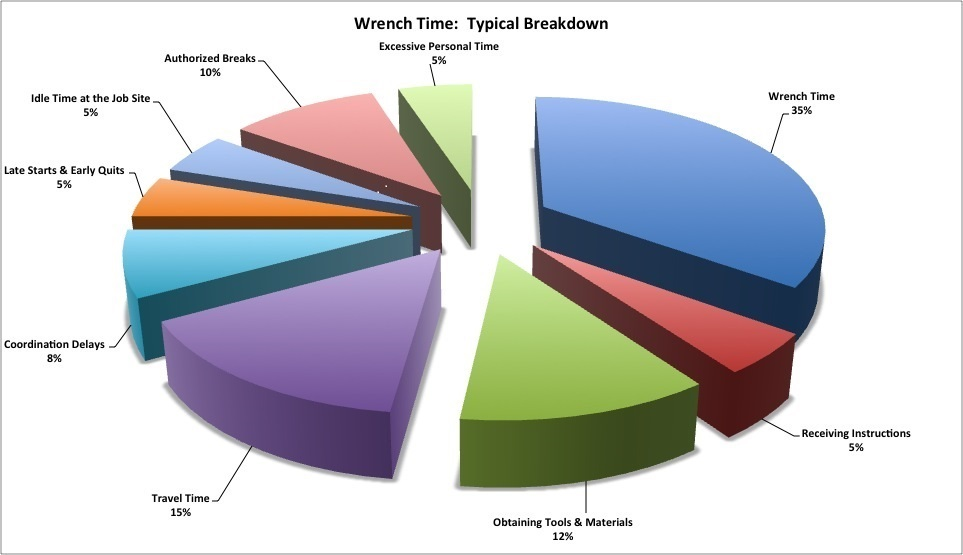 Wrench Time:  Typical Breakdown
Excessive Personal Time
5%
Authorized Breaks
10%
Wrench Time
35%
Idle Time at the Job Site
5%
Late Starts & Early Quits
5%
Coordination Delays
8%
Receiving Instructions
5%
Travel Time
15%
Obtaining Tools & Materials
12%